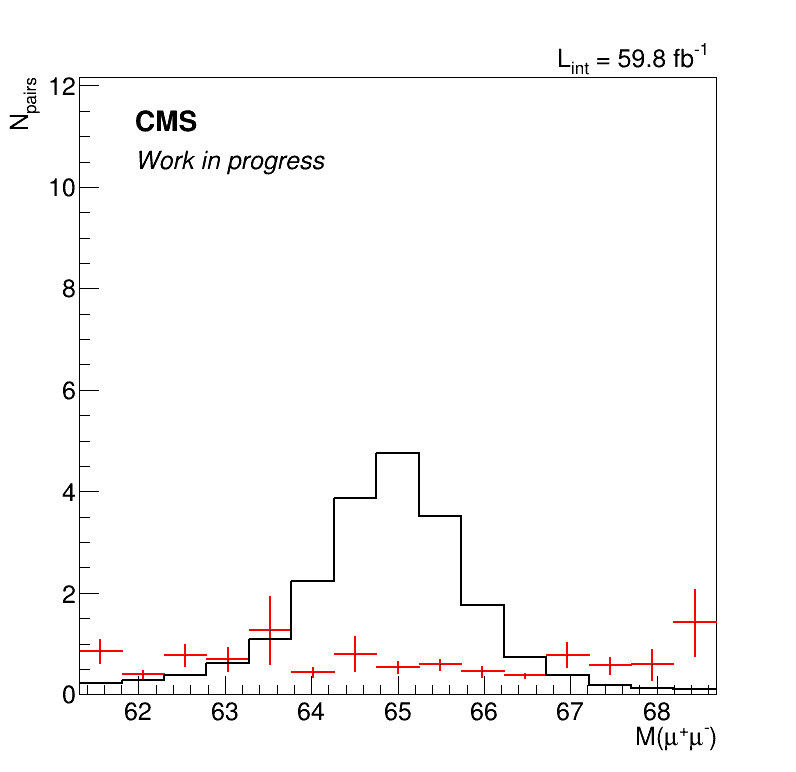 L_int = 59.8 fb^-1
N_pairs
CMS
Work in progress
12
10
8
6
4
2
0
62 63 64 65 66 67 68
M(μ⁺μ⁻)